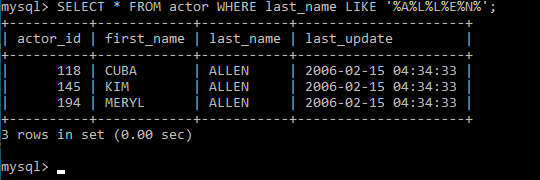 mysql> SELECT * FROM actor WHERE last_name LIKE '%A%L%L%E%N%';
+----------+------------+-----------+---------------------+
| actor_id | first_name | last_name | last_update         |
+----------+------------+-----------+---------------------+
|      118 | CUBA       | ALLEN     | 2006-02-15 04:34:33 |
|      145 | KIM        | ALLEN     | 2006-02-15 04:34:33 |
|      194 | MERYL      | ALLEN     | 2006-02-15 04:34:33 |
+----------+------------+-----------+---------------------+
3 rows in set (0.00 sec)
mysql> _